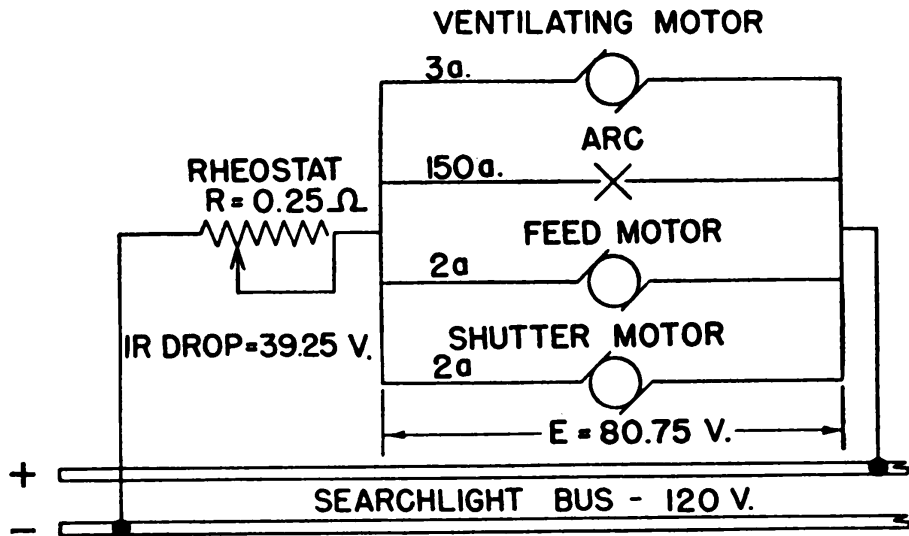 VENTILATING MOTOR
3a.
ARC
RHEOSTAT
R = 0.25 Ω
150a.
FEED MOTOR
2a
IR DROP=39.25 V.
SHUTTER MOTOR
2a
E = 80.75 V.
+
SEARCHLIGHT BUS - 120 V.
-